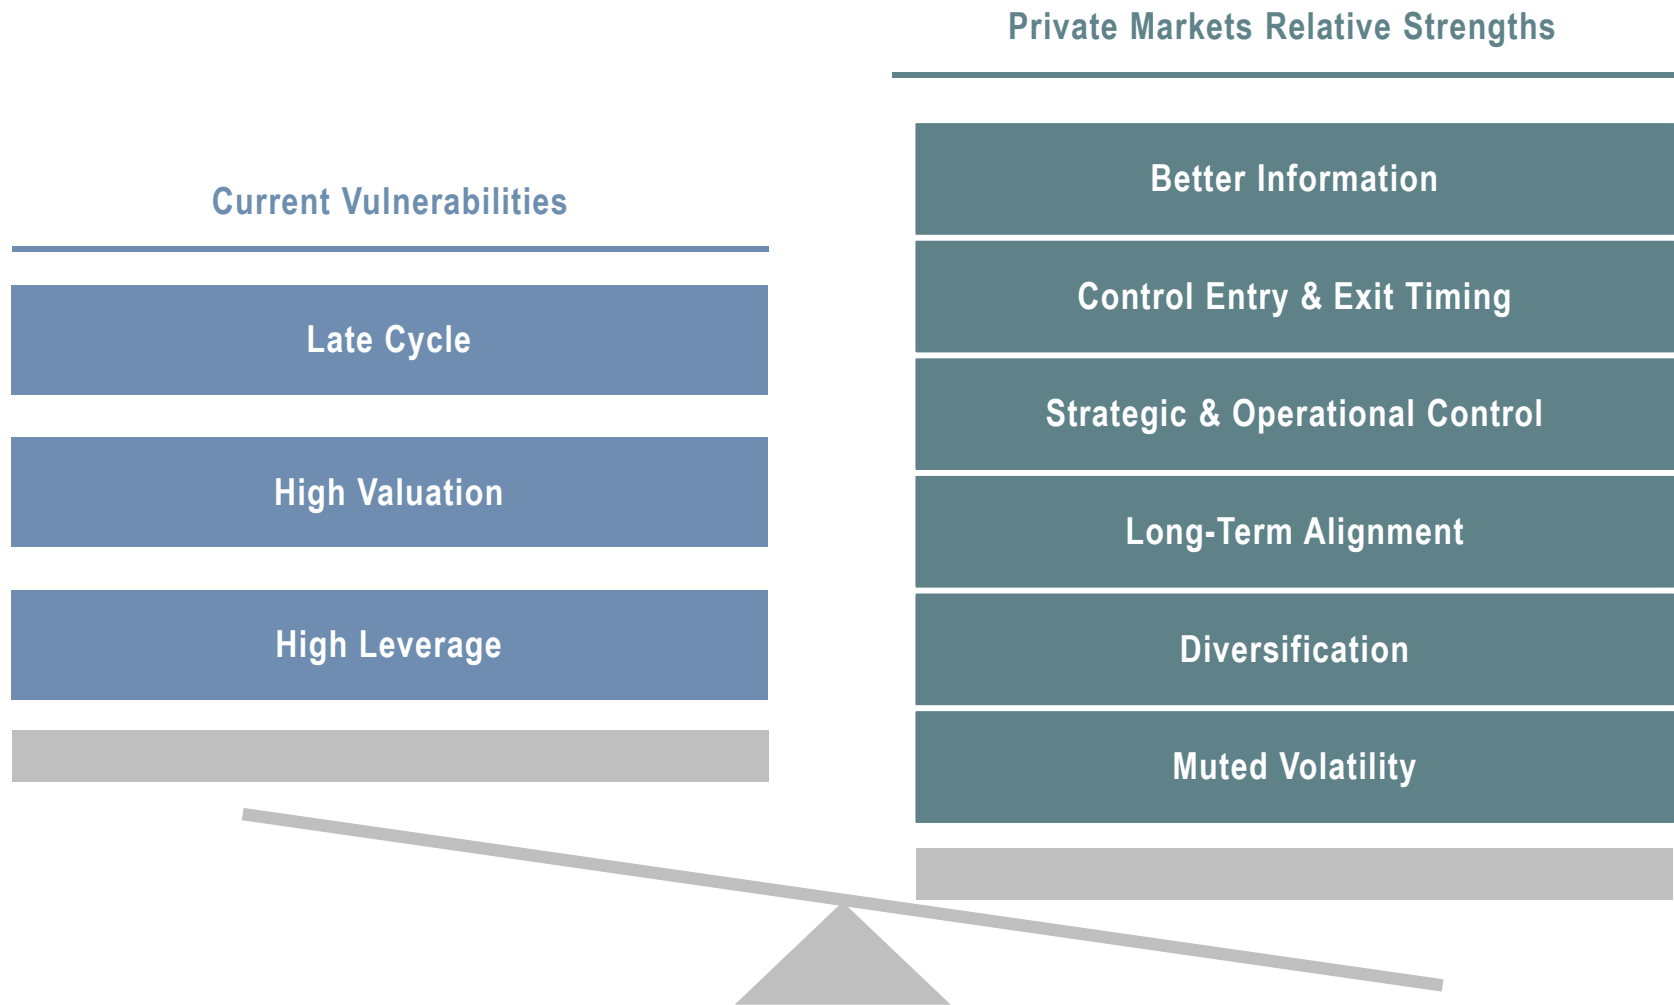 Private Markets Relative Strengths
Better Information
Control Entry & Exit Timing
Strategic & Operational Control
Long-Term Alignment
Diversification
Muted Volatility
Current Vulnerabilities
Late Cycle
High Valuation
High Leverage